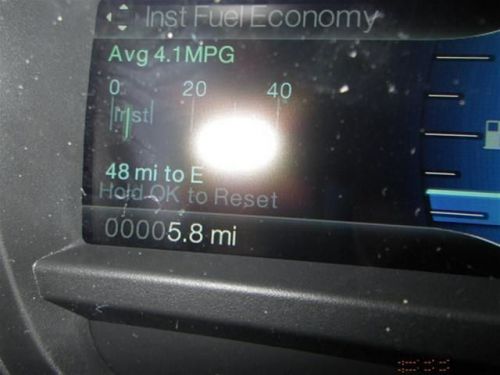 Inst Fuel Economy
Avg 4.1MPG
0 20 40
Inst
48 mi to E
Hold OK to Reset
00005.8 mi